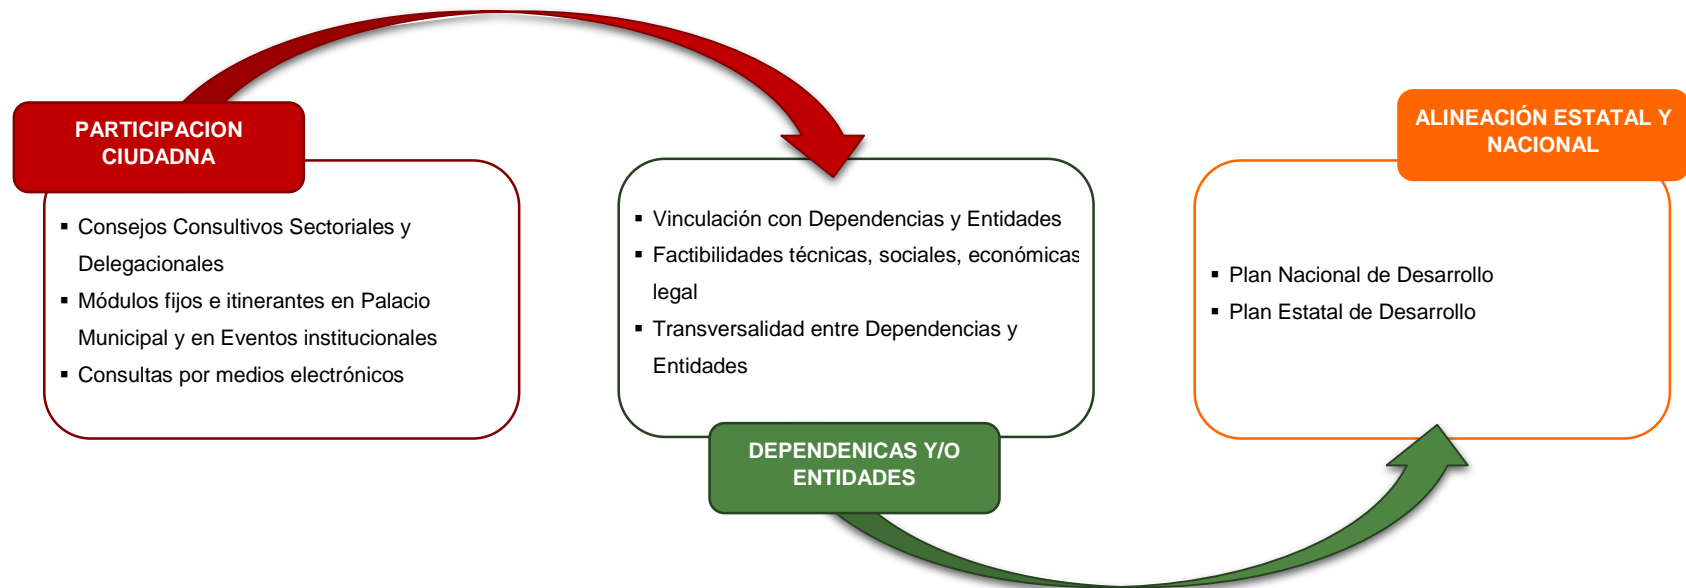 PARTICIPACION
CIUDADNA
▪ Consejos Consultivos Sectoriales y
Delegacionales
▪ Módulos fijos e itinerantes en Palacio
Municipal y en Eventos institucionales
▪ Consultas por medios electrónicos
▪ Vinculación con Dependencias y Entidades
▪ Factibilidades técnicas, sociales, económicas
legal
▪ Transversalidad entre Dependencias y
Entidades
DEPENDENICAS Y/O
ENTIDADES
ALINEACIÓN ESTATAL Y
NACIONAL
▪ Plan Nacional de Desarrollo
▪ Plan Estatal de Desarrollo